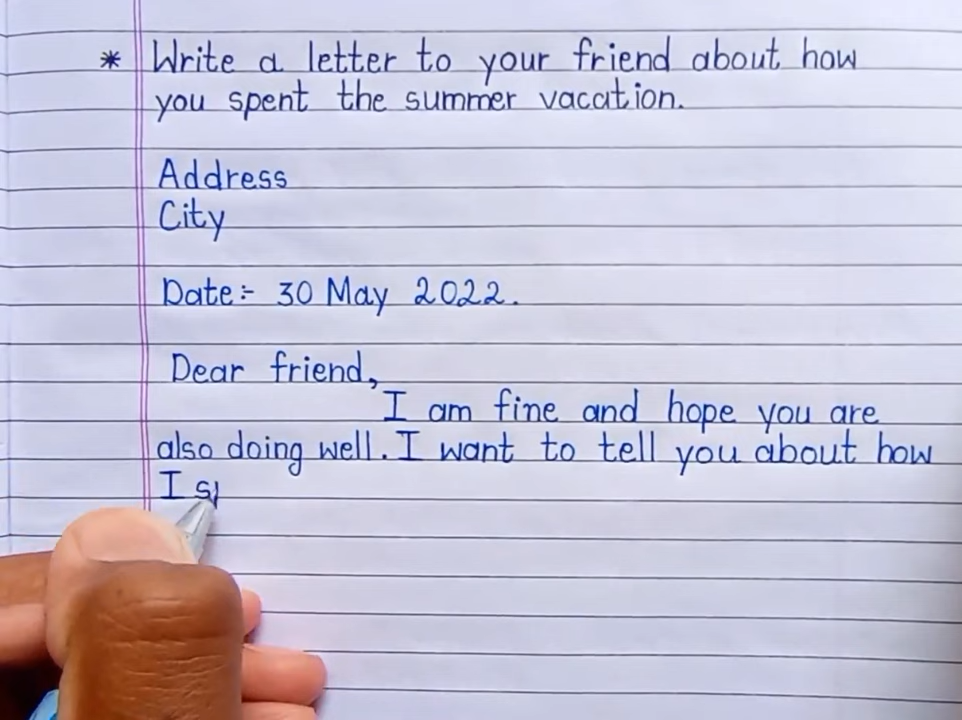 * Write a letter to your friend about how
you spent the summer vacation.
Address
City
Date:- 30 May 2022.
Dear friend,
I am fine and hope you are
also doing well. I want to tell you about how
I